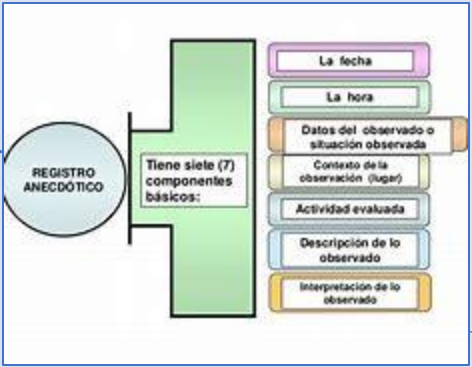 REGISTRO
ANECDÓTICO
Tiene siete (7)
componentes
básicos:
La fecha
La hora
Datos del observado o
situación observada
Contexto de la
observación (lugar)
Actividad evaluada
Descripción de lo
observado
Interpretación de lo
observado